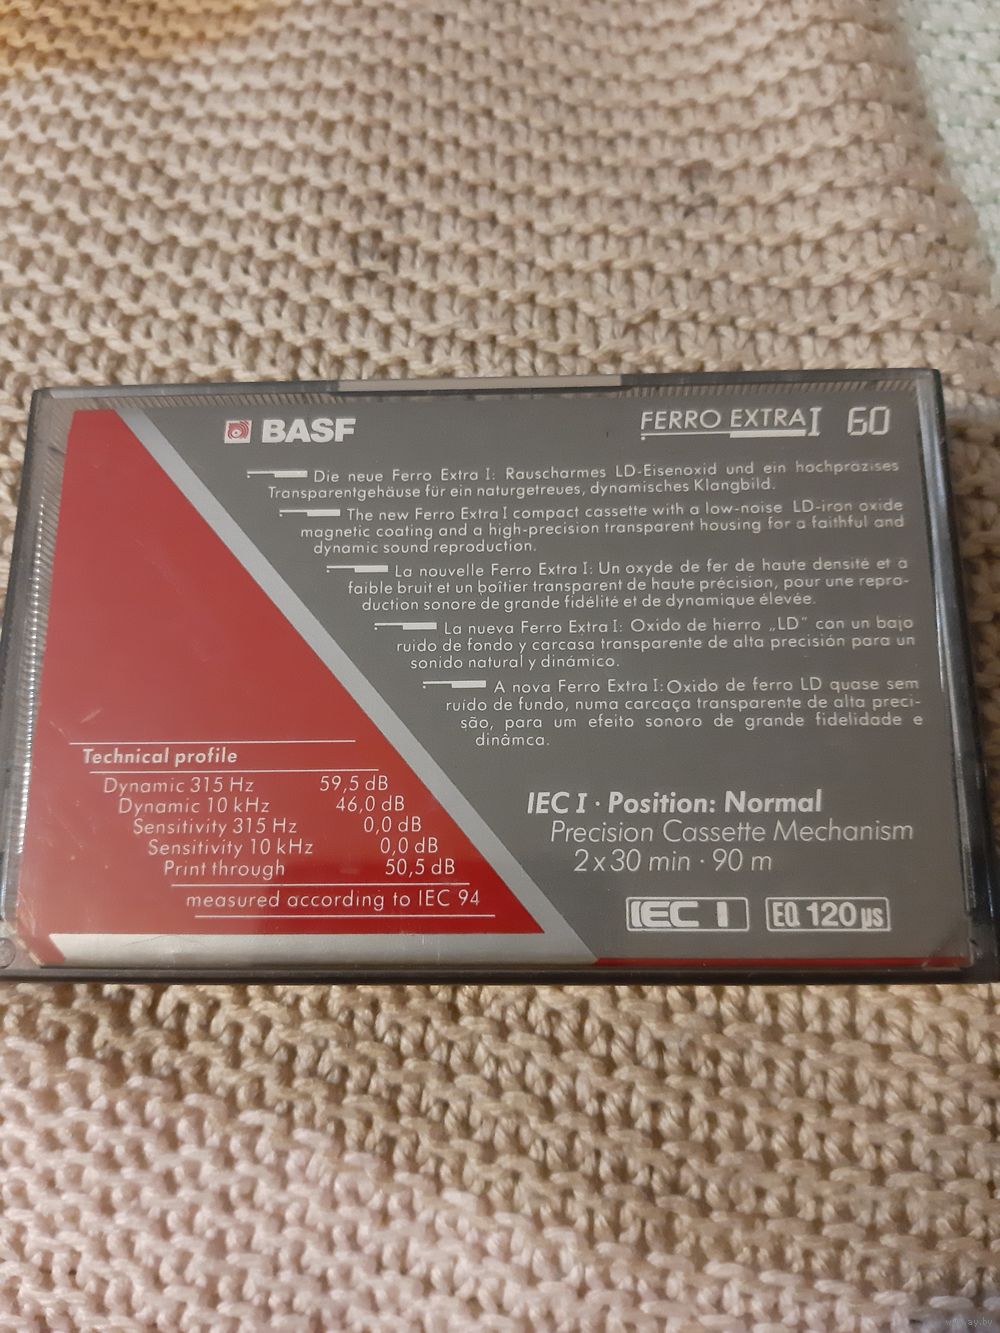 BASF
FERRO EXTRA I 60
Die neue Ferro Extra I: Rauscharmes LD-Eisenoxid und ein hochpräzises
Transparentgehäuse für ein naturgetreues, dynamisches Klangbild.
The new Ferro Extra I compact cassette with a low-noise LD-iron oxide
magnetic coating and a high-precision transparent housing for a faithful and
dynamic sound reproduction.
La nouvelle Ferro Extra I: Un oxyde de fer de haute densité et à
faible bruit et un boîtier transparent de haute précision, pour une repro-
duction sonore de grande fidélité et de dynamique élevée.
La nueva Ferro Extra I: Oxido de hierro „LD" con un bajo
ruido de fondo y carcasa transparente de alta precisión para un
sonido natural y dinámico.
A nova Ferro Extra I: Oxido de ferro LD quase sem
ruido de fundo, numa carcaça transparente de alta preci-
são, para um efeito sonoro de grande fidelidade e
dinâmca.
Technical profile
Dynamic 315 Hz 59,5 dB
Dynamic 10 kHz 46,0 dB
Sensitivity 315 Hz 0,0 dB
Sensitivity 10 kHz 0,0 dB
Print through 50,5 dB
measured according to IEC 94
IEC I · Position: Normal
Precision Cassette Mechanism
2 x 30 min · 90 m
IEC I EQ 120 µs